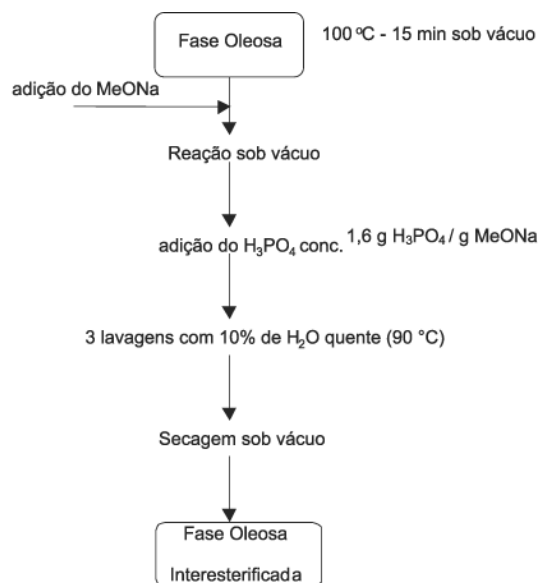 Fase Oleosa
100 ºC - 15 min sob vácuo
adição do MeONa
Reação sob vácuo
adição do H₃PO₄ conc.
1,6 g H₃PO₄ / g MeONa
3 lavagens com 10% de H₂O quente (90 °C)
Secagem sob vácuo
Fase Oleosa
Interesterificada